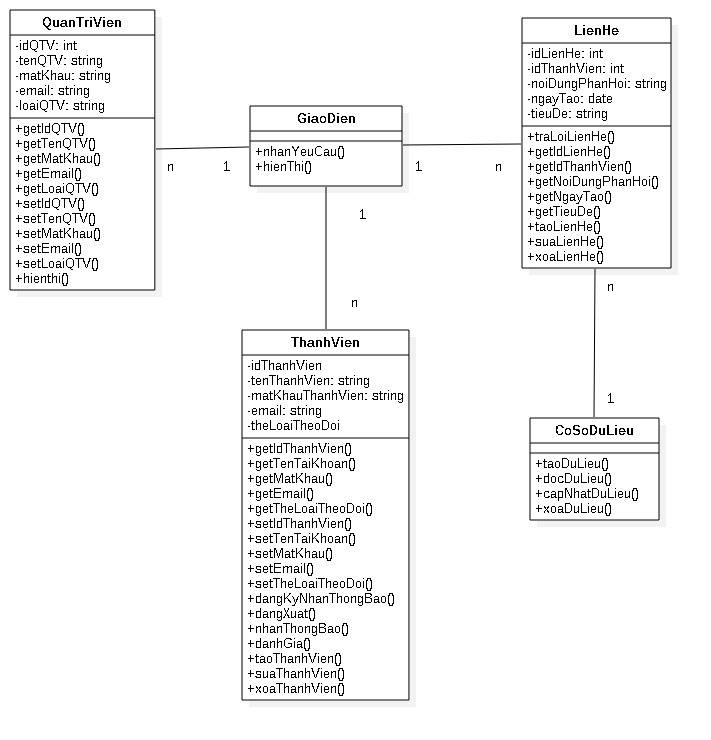 QuanTriVien
-idQTV: int
-tenQTV: string
-matKhau: string
-email: string
-loaiQTV: string
+getIdQTV()
+getTenQTV()
+getMatKhau()
+getEmail()
+getLoaiQTV()
+setIdQTV()
+setTenQTV()
+setMatKhau()
+setEmail()
+setLoaiQTV()
+hienthi()
n
1
GiaoDien
+nhanYeuCau()
+hienThi()
1
n
1
n
LienHe
-idLienHe: int
-idThanhVien: int
-noiDungPhanHoi: string
-ngayTao: date
-tieuDe: string
+traLoiLienHe()
+getIdLienHe()
+getIdThanhVien()
+getNoiDungPhanHoi()
+getNgayTao()
+getTieuDe()
+taoLienHe()
+suaLienHe()
+xoaLienHe()
n
1
ThanhVien
-idThanhVien
-tenThanhVien: string
-matKhauThanhVien: string
-email: string
-theLoaiTheoDoi
+getIdThanhVien()
+getTenTaiKhoan()
+getMatKhau()
+getEmail()
+getTheLoaiTheoDoi()
+setIdThanhVien()
+setTenTaiKhoan()
+setMatKhau()
+setEmail()
+setTheLoaiTheoDoi()
+dangKyNhanThongBao()
+dangXuat()
+nhanThongBao()
+danhGia()
+taoThanhVien()
+suaThanhVien()
+xoaThanhVien()
CoSoDuLieu
+taoDuLieu()
+docDuLieu()
+capNhatDuLieu()
+xoaDuLieu()